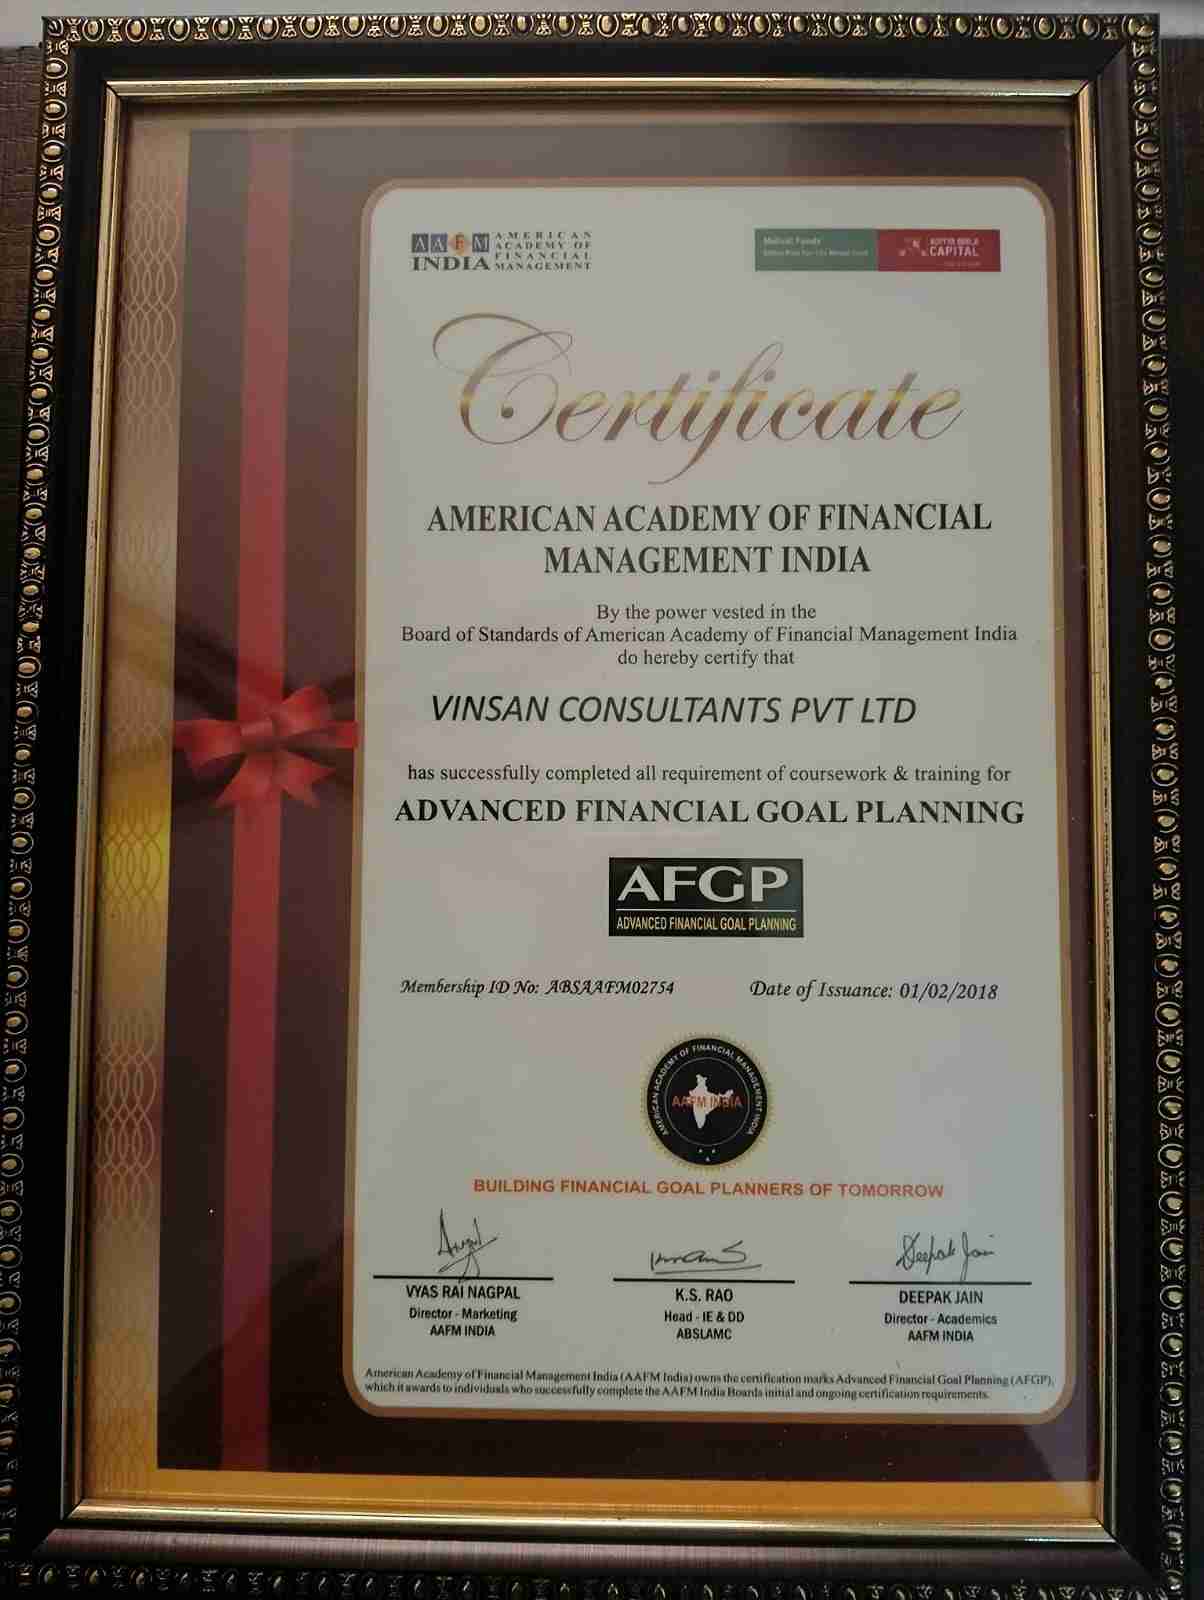 AAFM
INDIA
AMERICAN
ACADEMY OF
FINANCIAL
MANAGEMENT
Mutual Funds
ADITYA BIRLA
CAPITAL
Certificate
AMERICAN ACADEMY OF FINANCIAL
MANAGEMENT INDIA
By the power vested in the
Board of Standards of American Academy of Financial Management India
do hereby certify that
VINSAN CONSULTANTS PVT LTD
has successfully completed all requirement of coursework & training for
ADVANCED FINANCIAL GOAL PLANNING
AFGP
ADVANCED FINANCIAL GOAL PLANNING
Membership ID No: ABSAAFM02754 Date of Issuance: 01/02/2018
AMERICAN ACADEMY OF FINANCIAL MANAGEMENT INDIA
AAFM INDIA
BUILDING FINANCIAL GOAL PLANNERS OF TOMORROW
Deepak Jain
VYAS RAI NAGPAL
Director - Marketing
AAFM INDIA
K.S. RAO
Head - IE & DD
ABSLAMC
DEEPAK JAIN
Director - Academics
AAFM INDIA
American Academy of Financial Management India (AAFM India) owns the certification marks Advanced Financial Goal Planning (AFGP),
which it awards to individuals who successfully complete the AAFM India Boards initial and ongoing certification requirements.